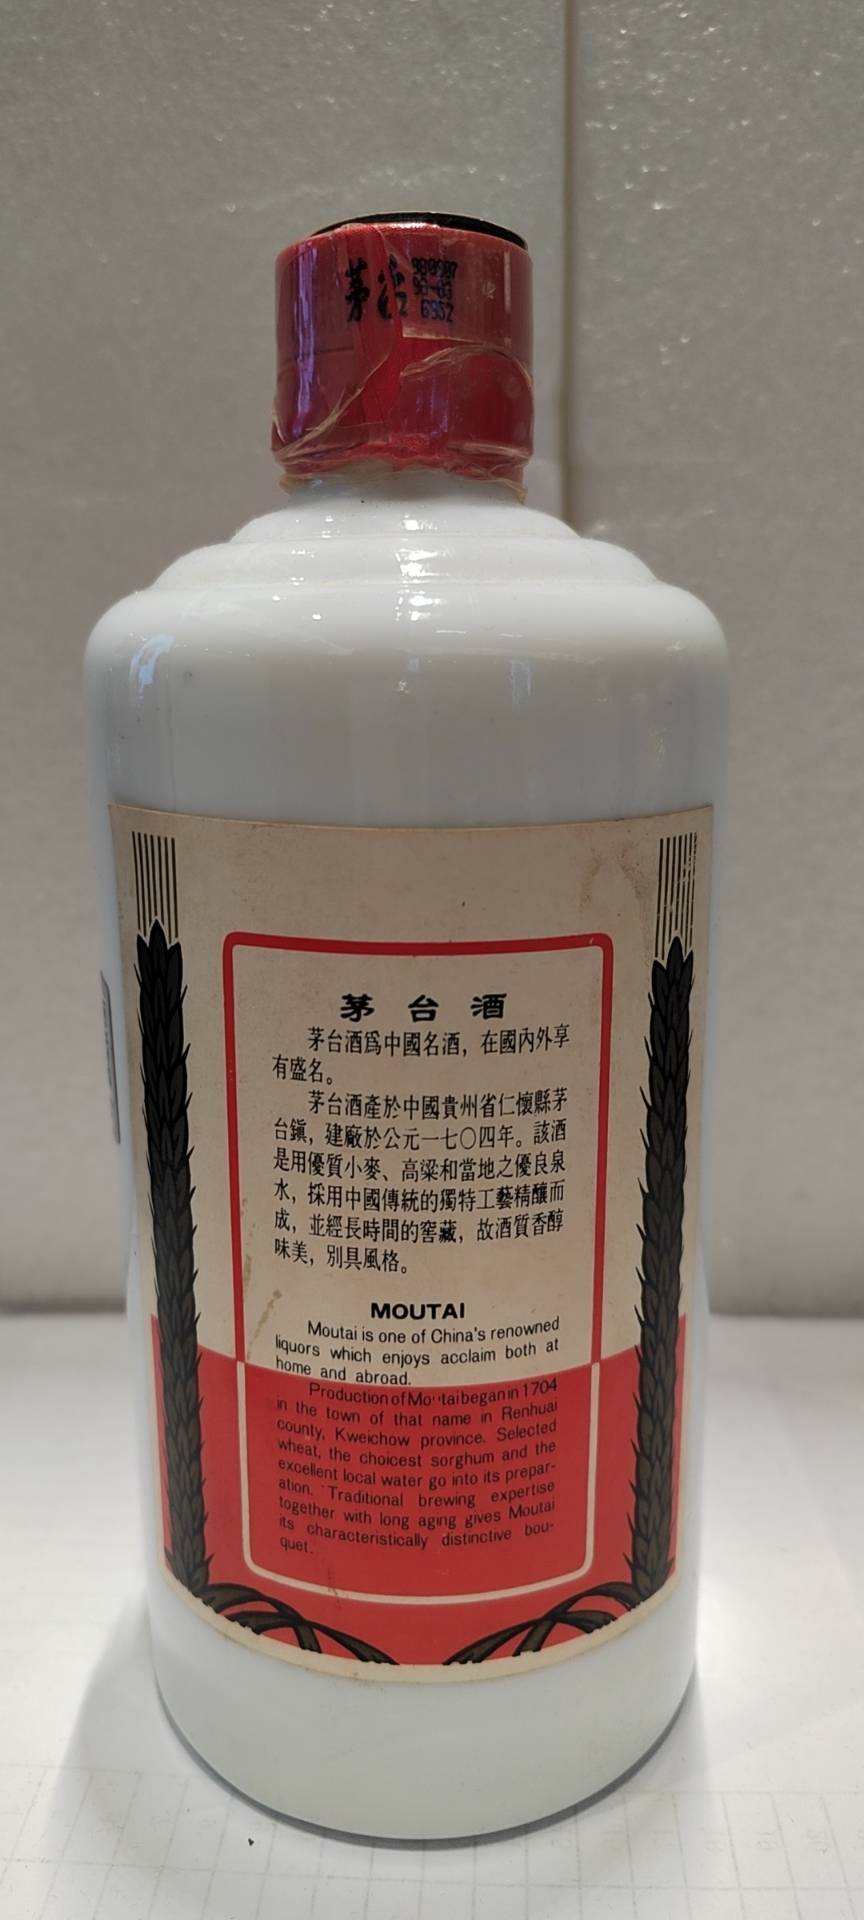 茅台
980907
98-03
6952
茅台酒
茅台酒爲中國名酒，在國內外享
有盛名。
茅台酒產於中國貴州省仁懷縣茅
台鎮，建廠於公元一七〇四年。該酒
是用優質小麥、高粱和當地之優良泉
水，採用中國傳統的獨特工藝精釀而
成，並經長時間的窖藏，故酒質香醇
味美，別具風格。
MOUTAI
Moutai is one of China's renowned
liquors which enjoys acclaim both at
home and abroad.
Production of Moutai began in 1704
in the town of that name in Renhuai
county, Kweichow province. Selected
wheat, the choicest sorghum and the
excellent local water go into its prepar-
ation. Traditional brewing expertise
together with long aging gives Moutai
its characteristically distinctive bou-
quet.